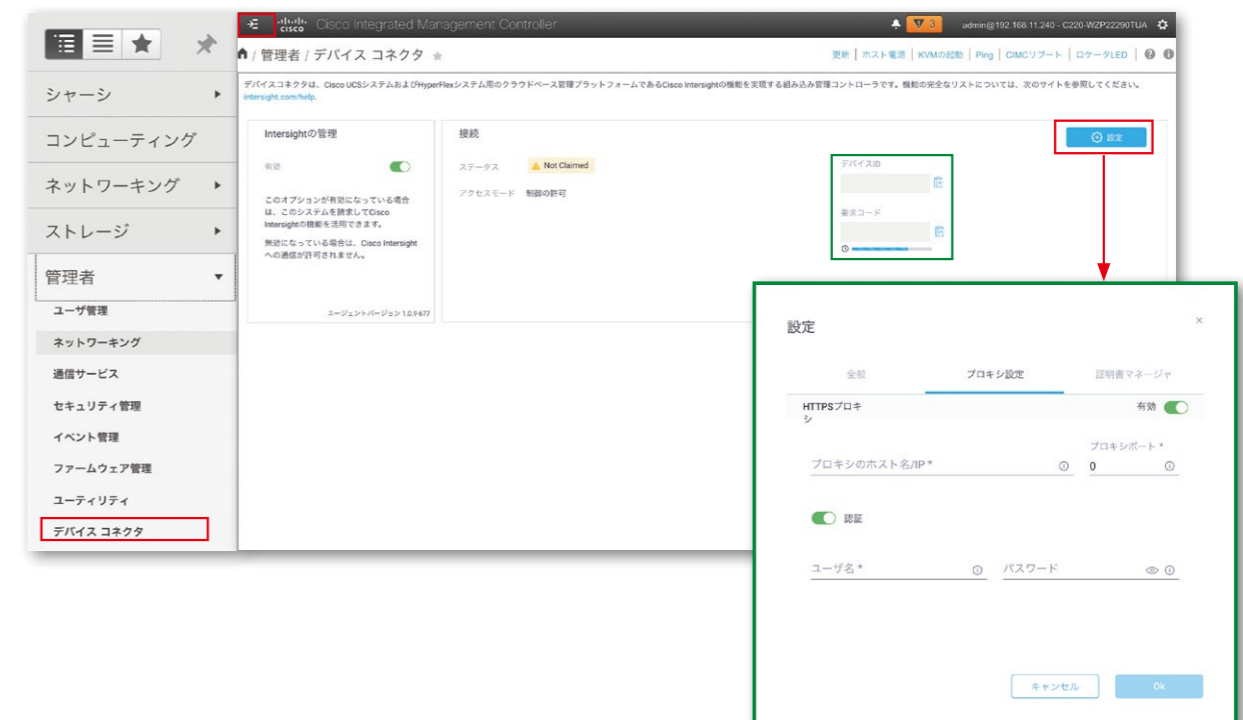 cisco Cisco Integrated Management Controller
3
admin@192.168.11.240 - C220-WZP22290TUA
/ 管理者 / デバイス コネクタ
更新 | ホスト電源 | KVMの起動 | Ping | CIMCリブート | ロケータLED |
シャーシ
コンピューティング
ネットワーキング
ストレージ
管理者
ユーザ管理
ネットワーキング
通信サービス
セキュリティ管理
イベント管理
ファームウェア管理
ユーティリティ
デバイス コネクタ
デバイスコネクタは、Cisco UCSシステムおよびHyperFlexシステム用のクラウドベース管理プラットフォームであるCisco Intersightの機能を実現する組み込み管理コントローラです。機能の完全なリストについては、次のサイトを参照してください。
intersight.com/help.
Intersightの管理
有効
このオプションが有効になっている場合
は、このシステムを請求してCisco
Intersightの機能を活用できます。
無効になっている場合は、Cisco Intersight
への通信が許可されません。
エージェントバージョン 1.0.9-677
接続
ステータス
Not Claimed
アクセスモード
制御の許可
設定
デバイスID
要求コード
設定
×
全般
プロキシ設定
証明書マネージャ
HTTPSプロキ
シ
有効
プロキシのホスト名/IP *
プロキシポート *
0
認証
ユーザ名 *
パスワード
キャンセル
Ok